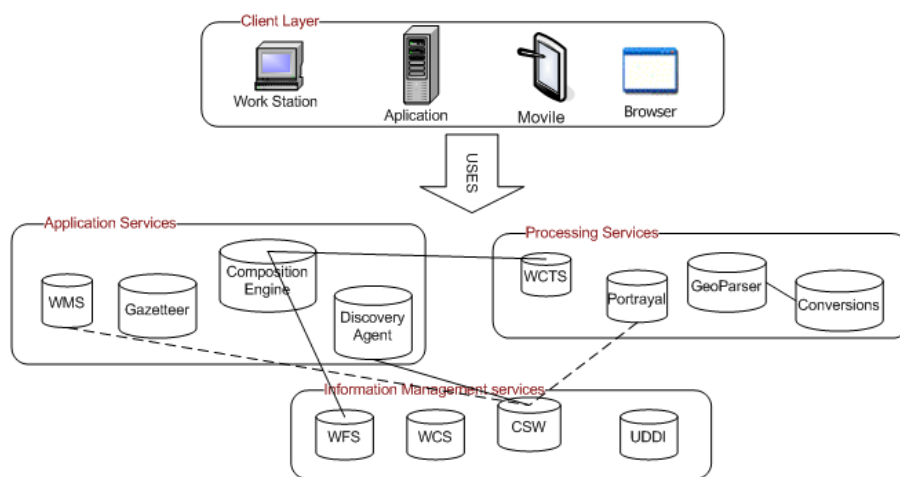 Client Layer
Work Station
Aplication
Movile
Browser
USES
Application Services
WMS
Gazetteer
Composition
Engine
Discovery
Agent
Processing Services
WCTS
Portrayal
GeoParser
Conversions
Information Management services
WFS
WCS
CSW
UDDI